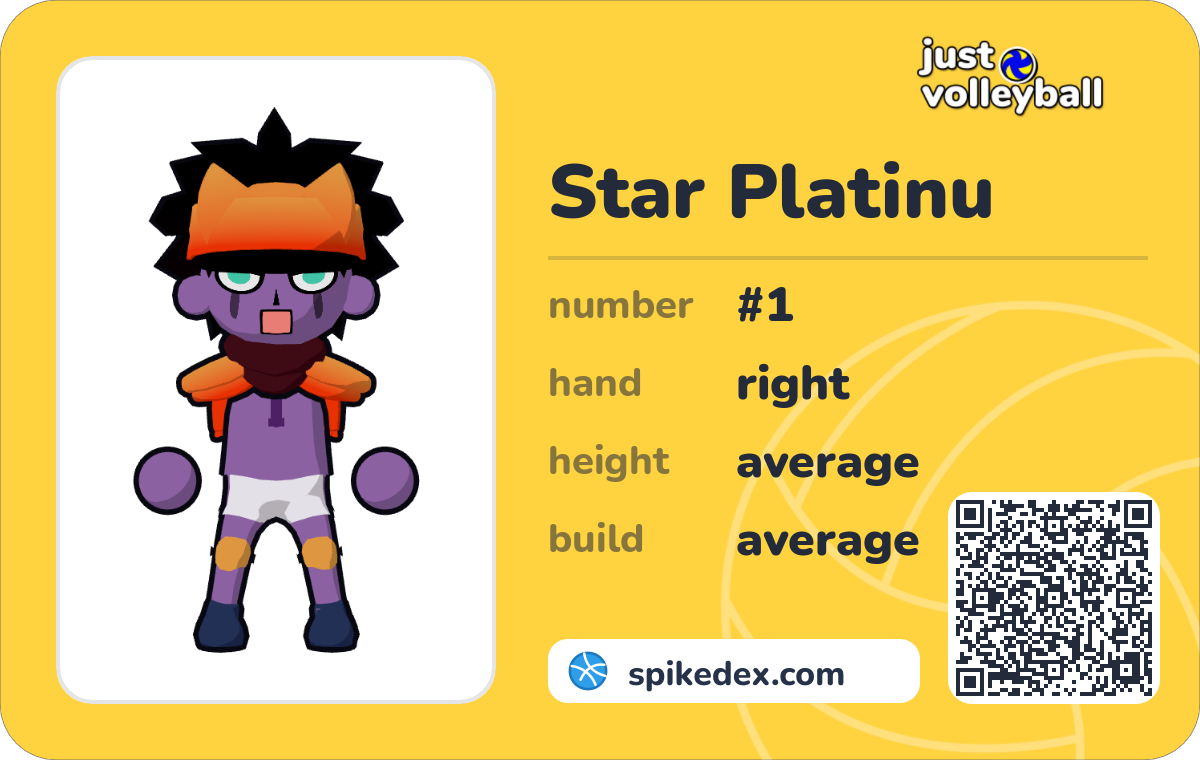 just
volleyball
Star Platinu
number #1
hand right
height average
build average
spikedex.com